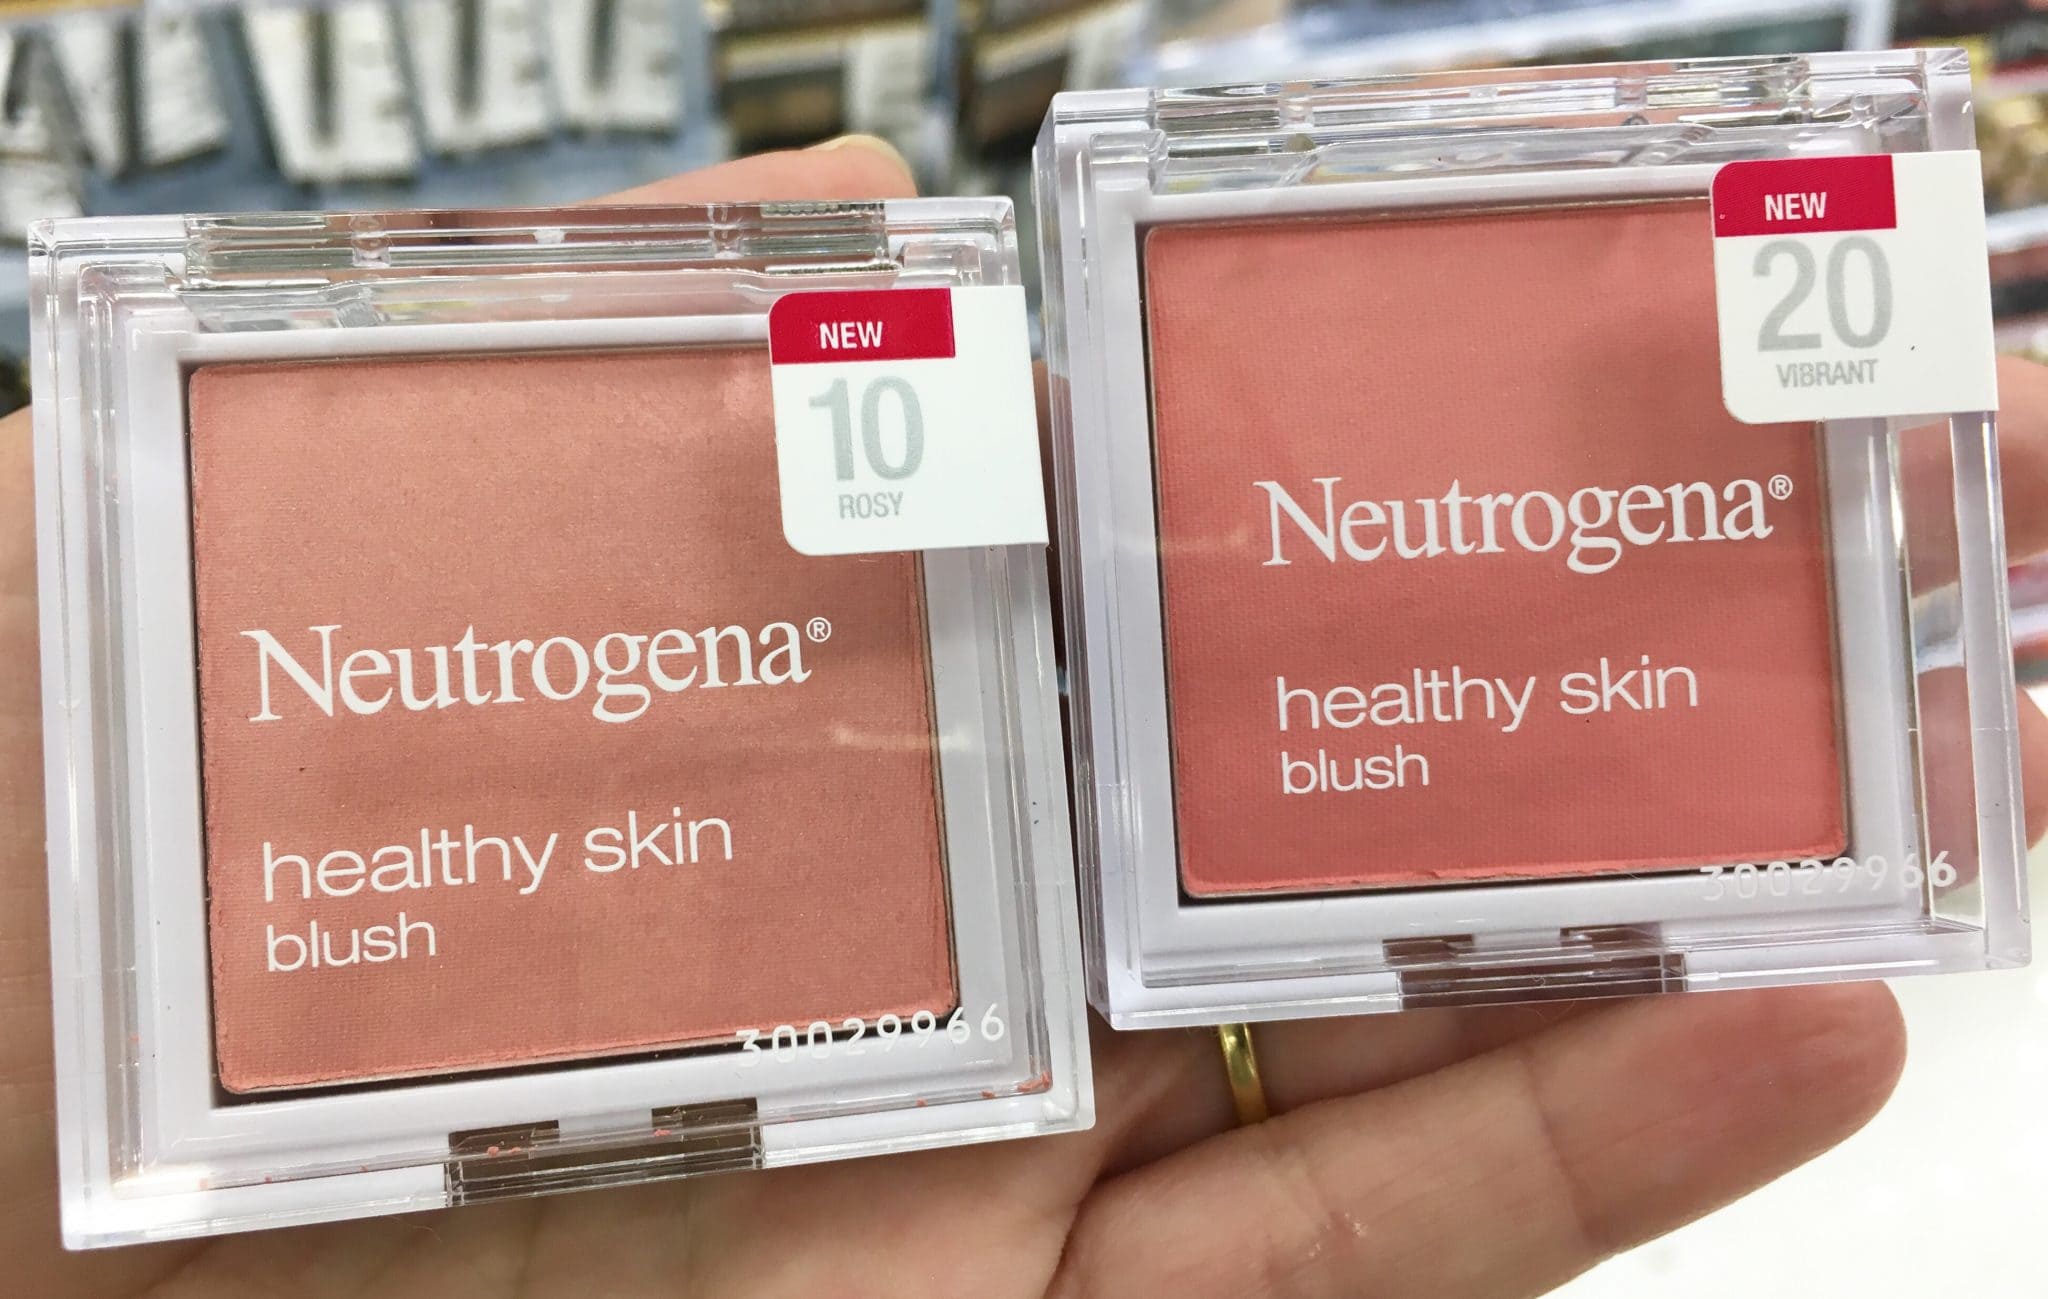 NEW
10
ROSY
Neutrogena®
healthy skin
blush
30029966
NEW
20
VIBRANT
Neutrogena®
healthy skin
blush
30029966